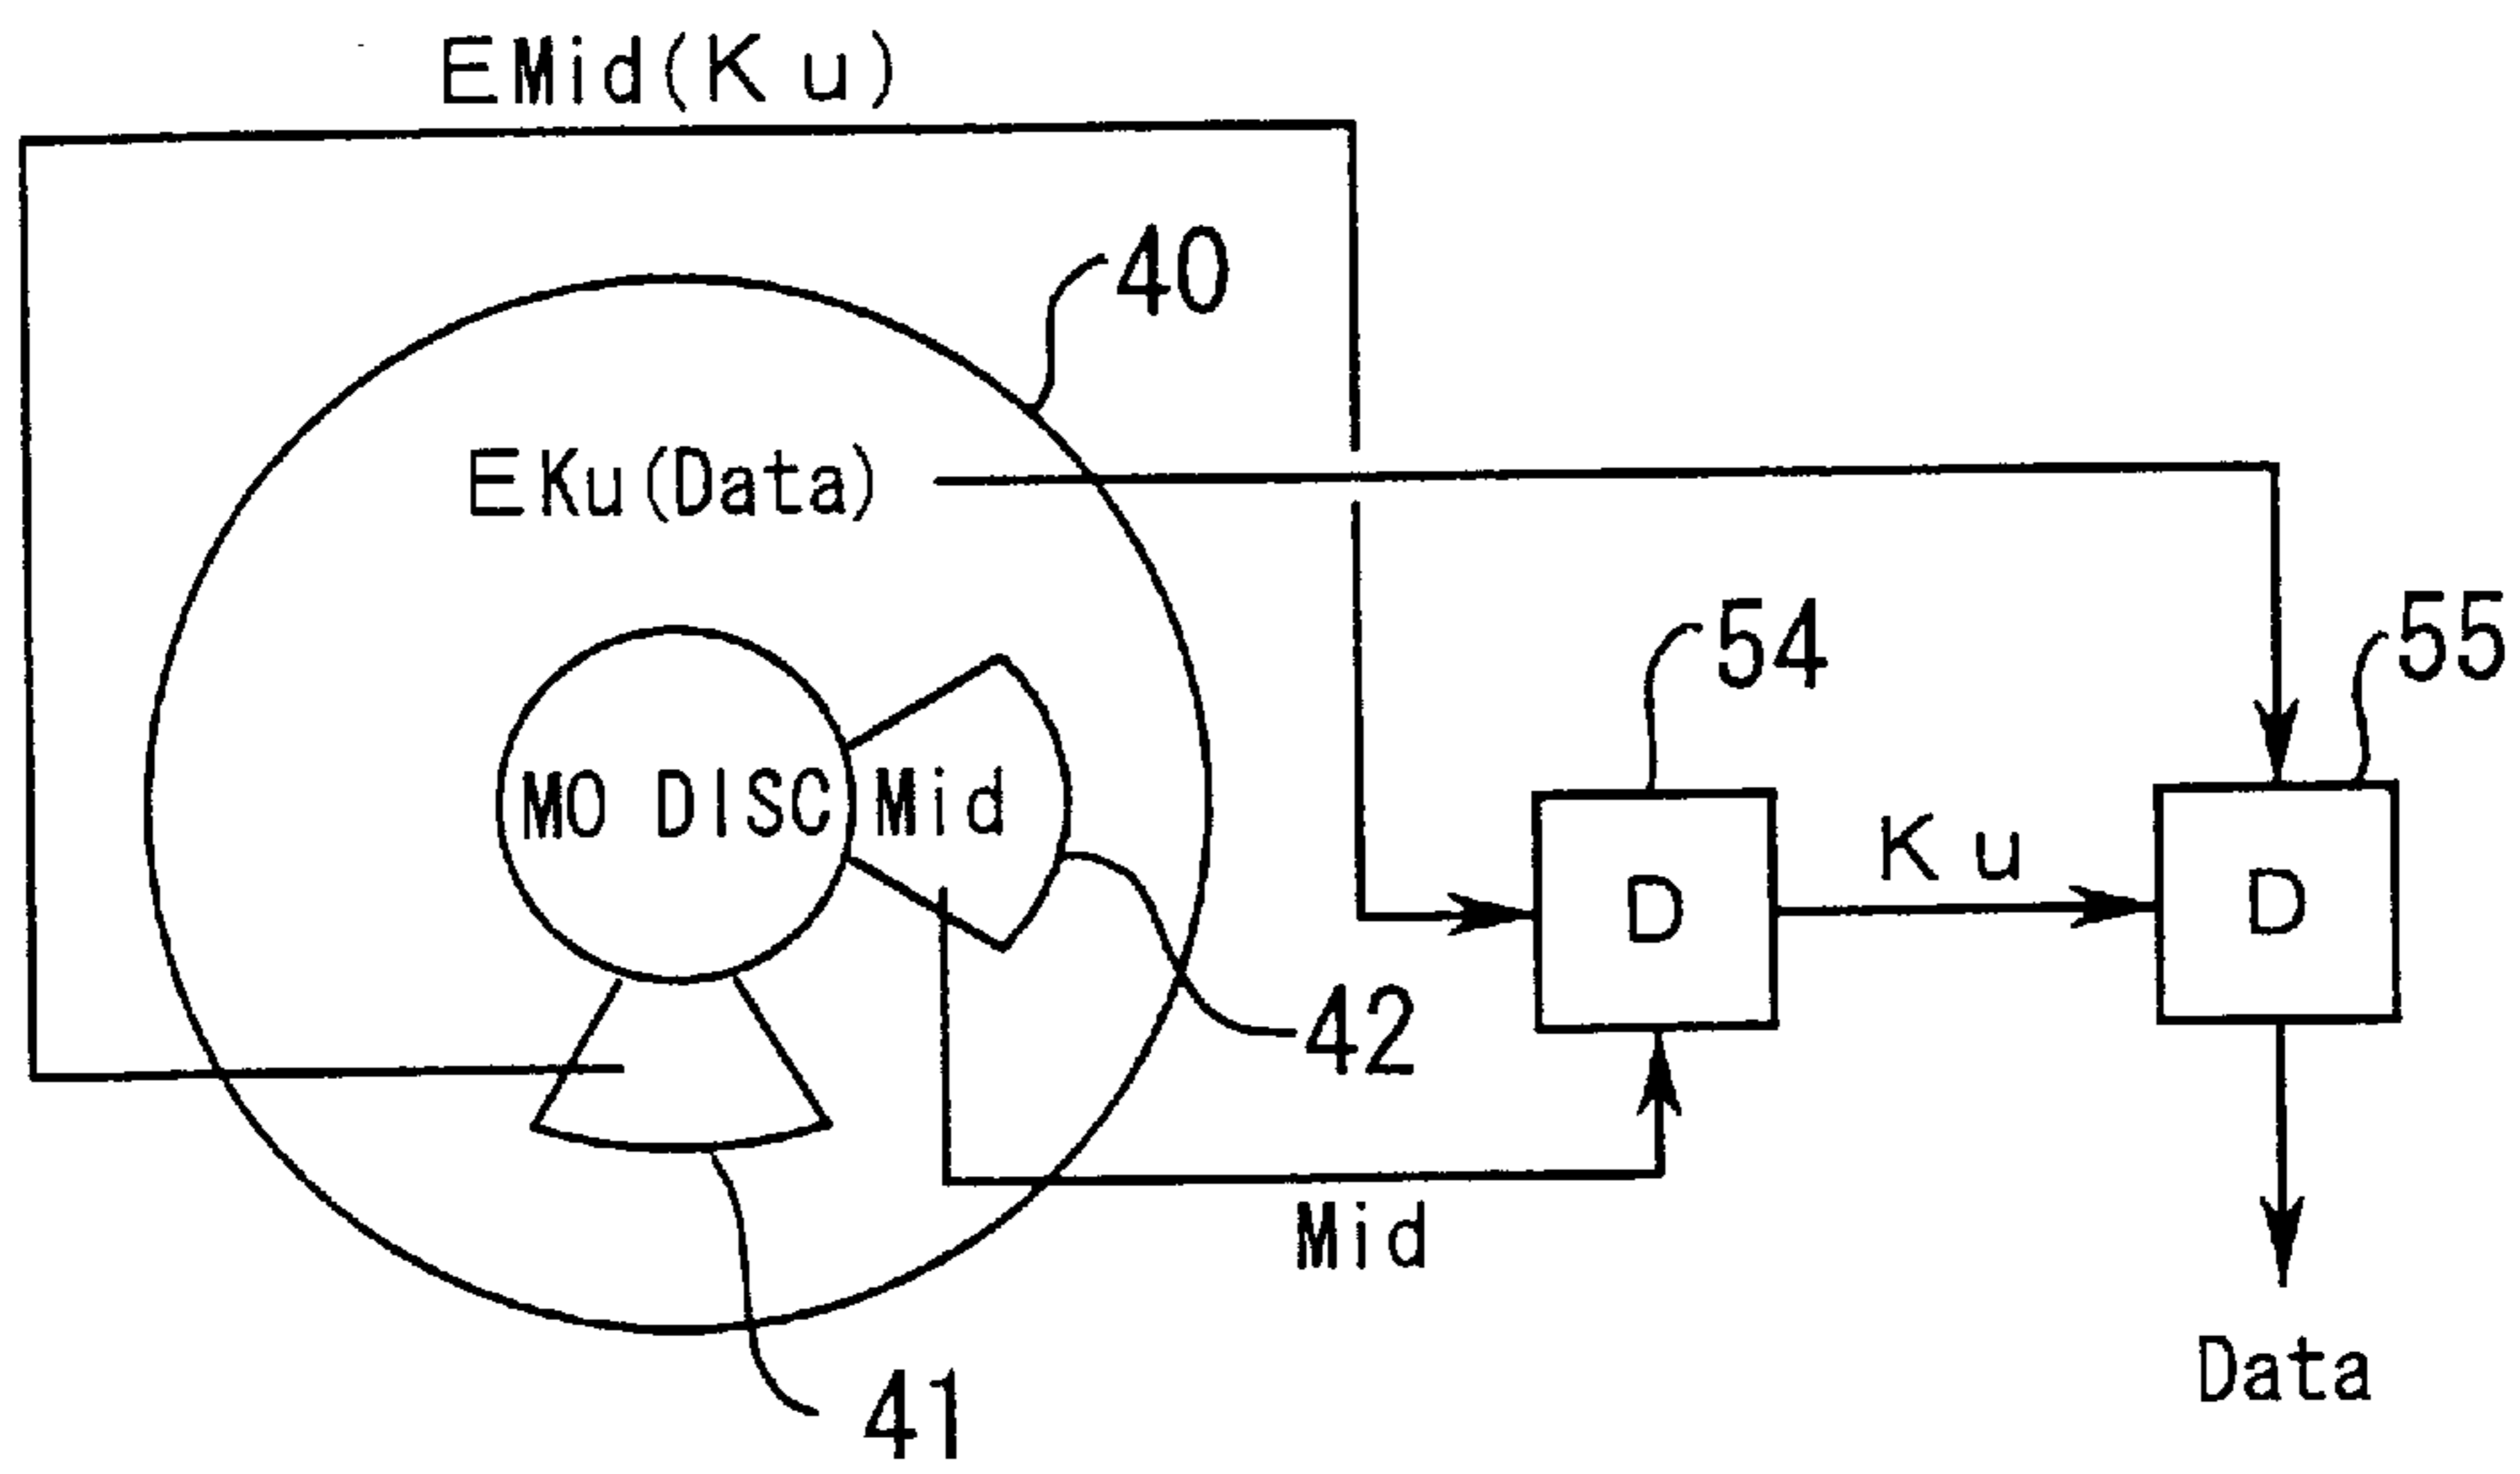 EMid(Ku)
40
EKu(Data)
54
55
MO DISC
Mid
Ku
D
D
42
Mid
Data
41